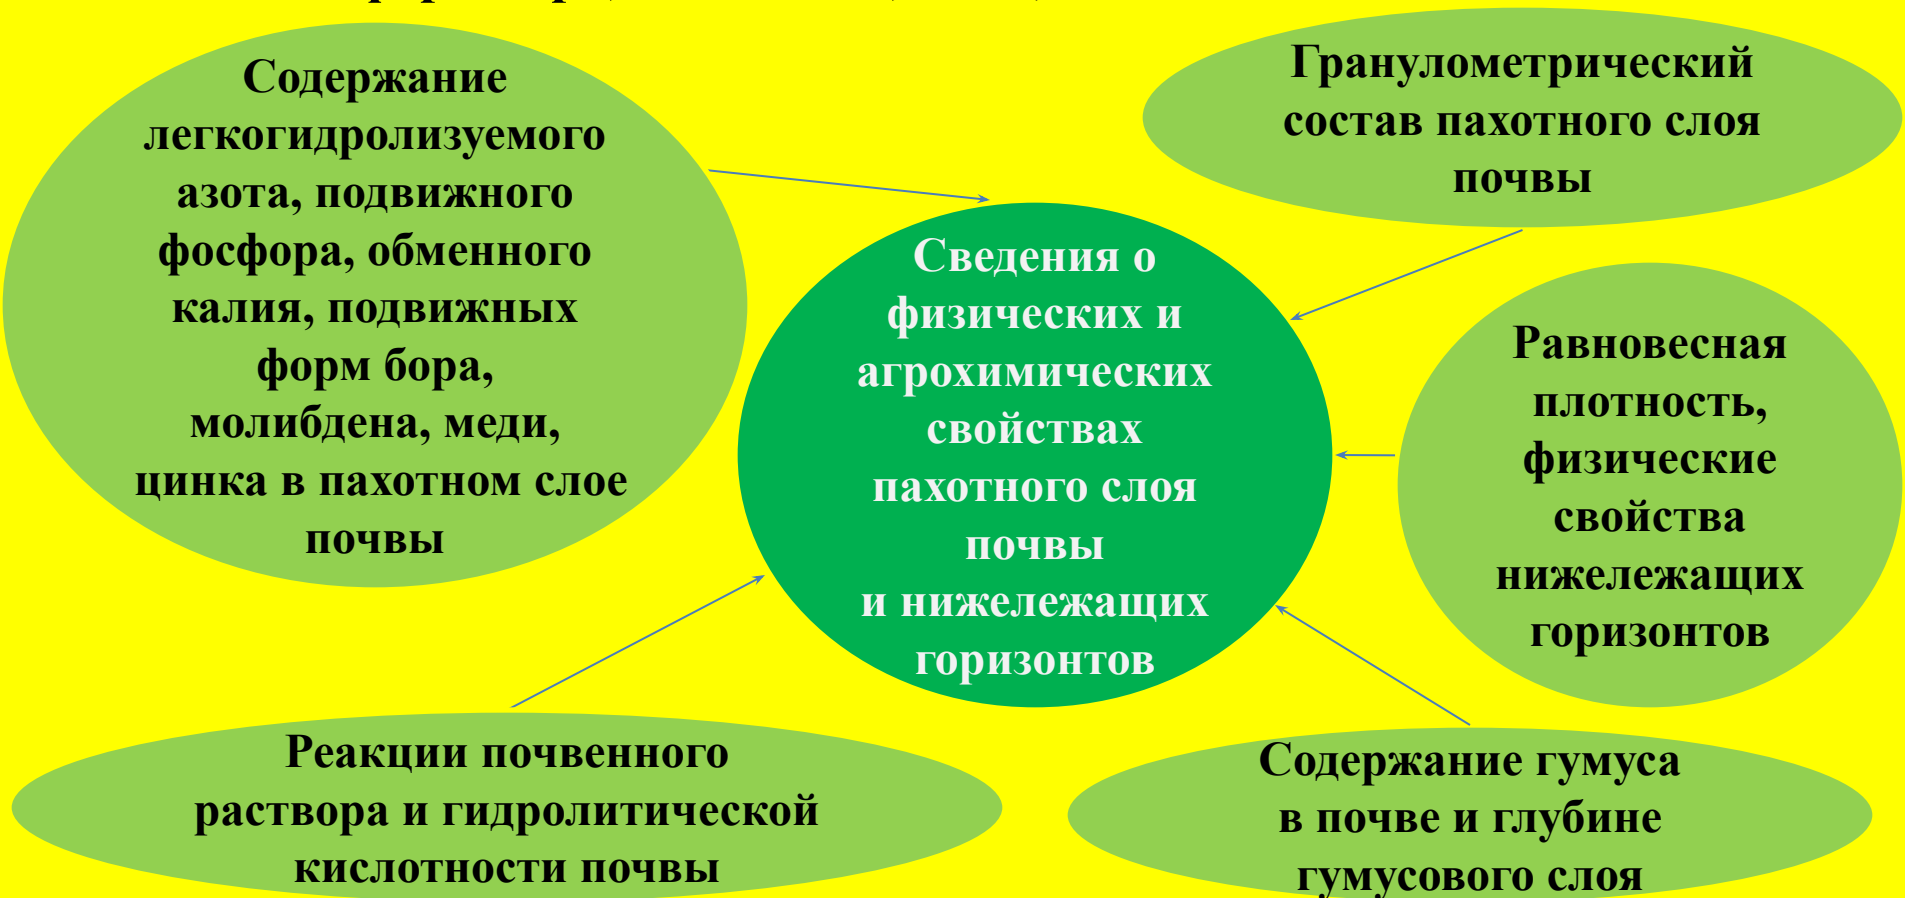 Содержание
легкогидролизуемого
азота, подвижного
фосфора, обменного
калия, подвижных
форм бора,
молибдена, меди,
цинка в пахотном слое
почвы
Гранулометрический
состав пахотного слоя
почвы
Сведения о
физических и
агрохимических
свойствах
пахотного слоя
почвы
и нижележащих
горизонтов
Равновесная
плотность,
физические
свойства
нижележащих
горизонтов
Реакции почвенного
раствора и гидролитической
кислотности почвы
Содержание гумуса
в почве и глубине
гумусового слоя